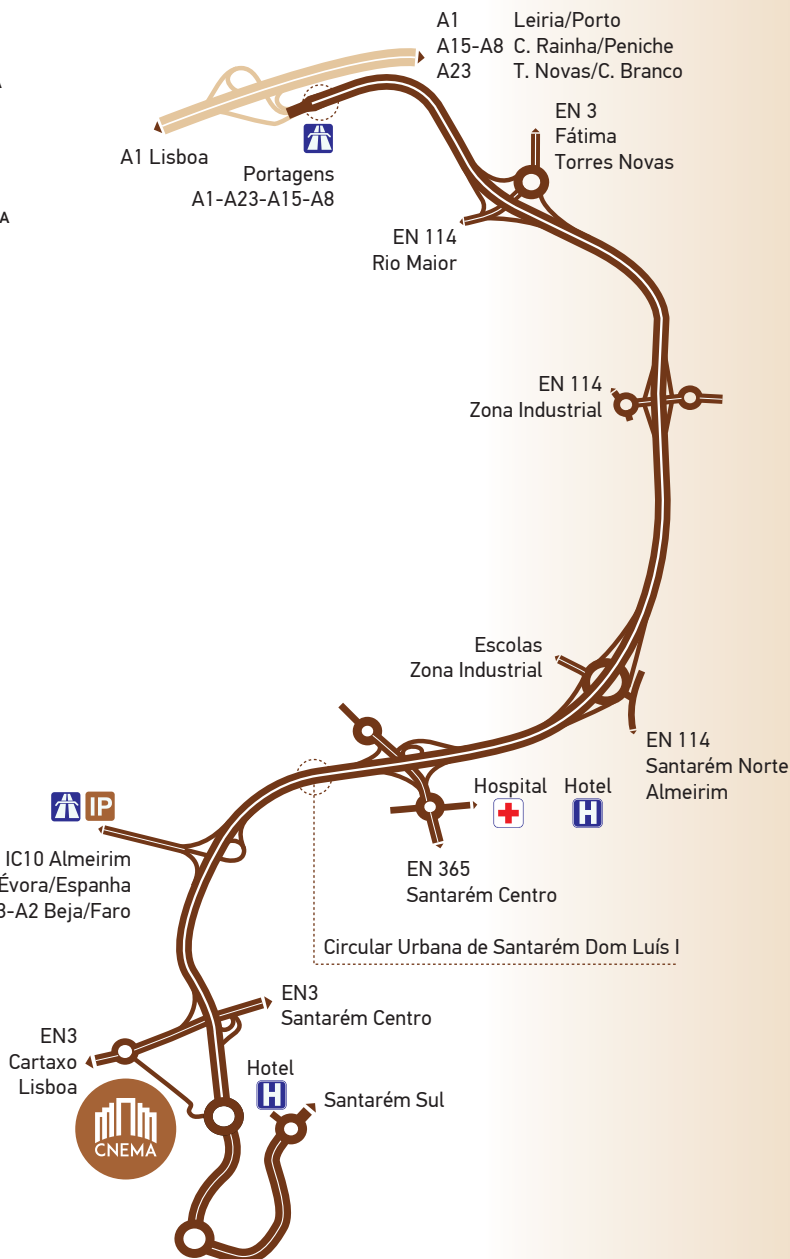 A1 Leiria/Porto
A15-A8 C. Rainha/Peniche
A23 T. Novas/C. Branco
A1 Lisboa
Portagens
A1-A23-A15-A8
EN 3
Fátima
Torres Novas
EN 114
Rio Maior
EN 114
Zona Industrial
Escolas
Zona Industrial
EN 114
Santarém Norte
Almeirim
Hospital Hotel
H
EN 365
Santarém Centro
IP
IC10 Almeirim
Évora/Espanha
-A2 Beja/Faro
Circular Urbana de Santarém Dom Luís I
EN3
Santarém Centro
EN3
Cartaxo
Lisboa
Hotel
H
Santarém Sul
CNEMA
A